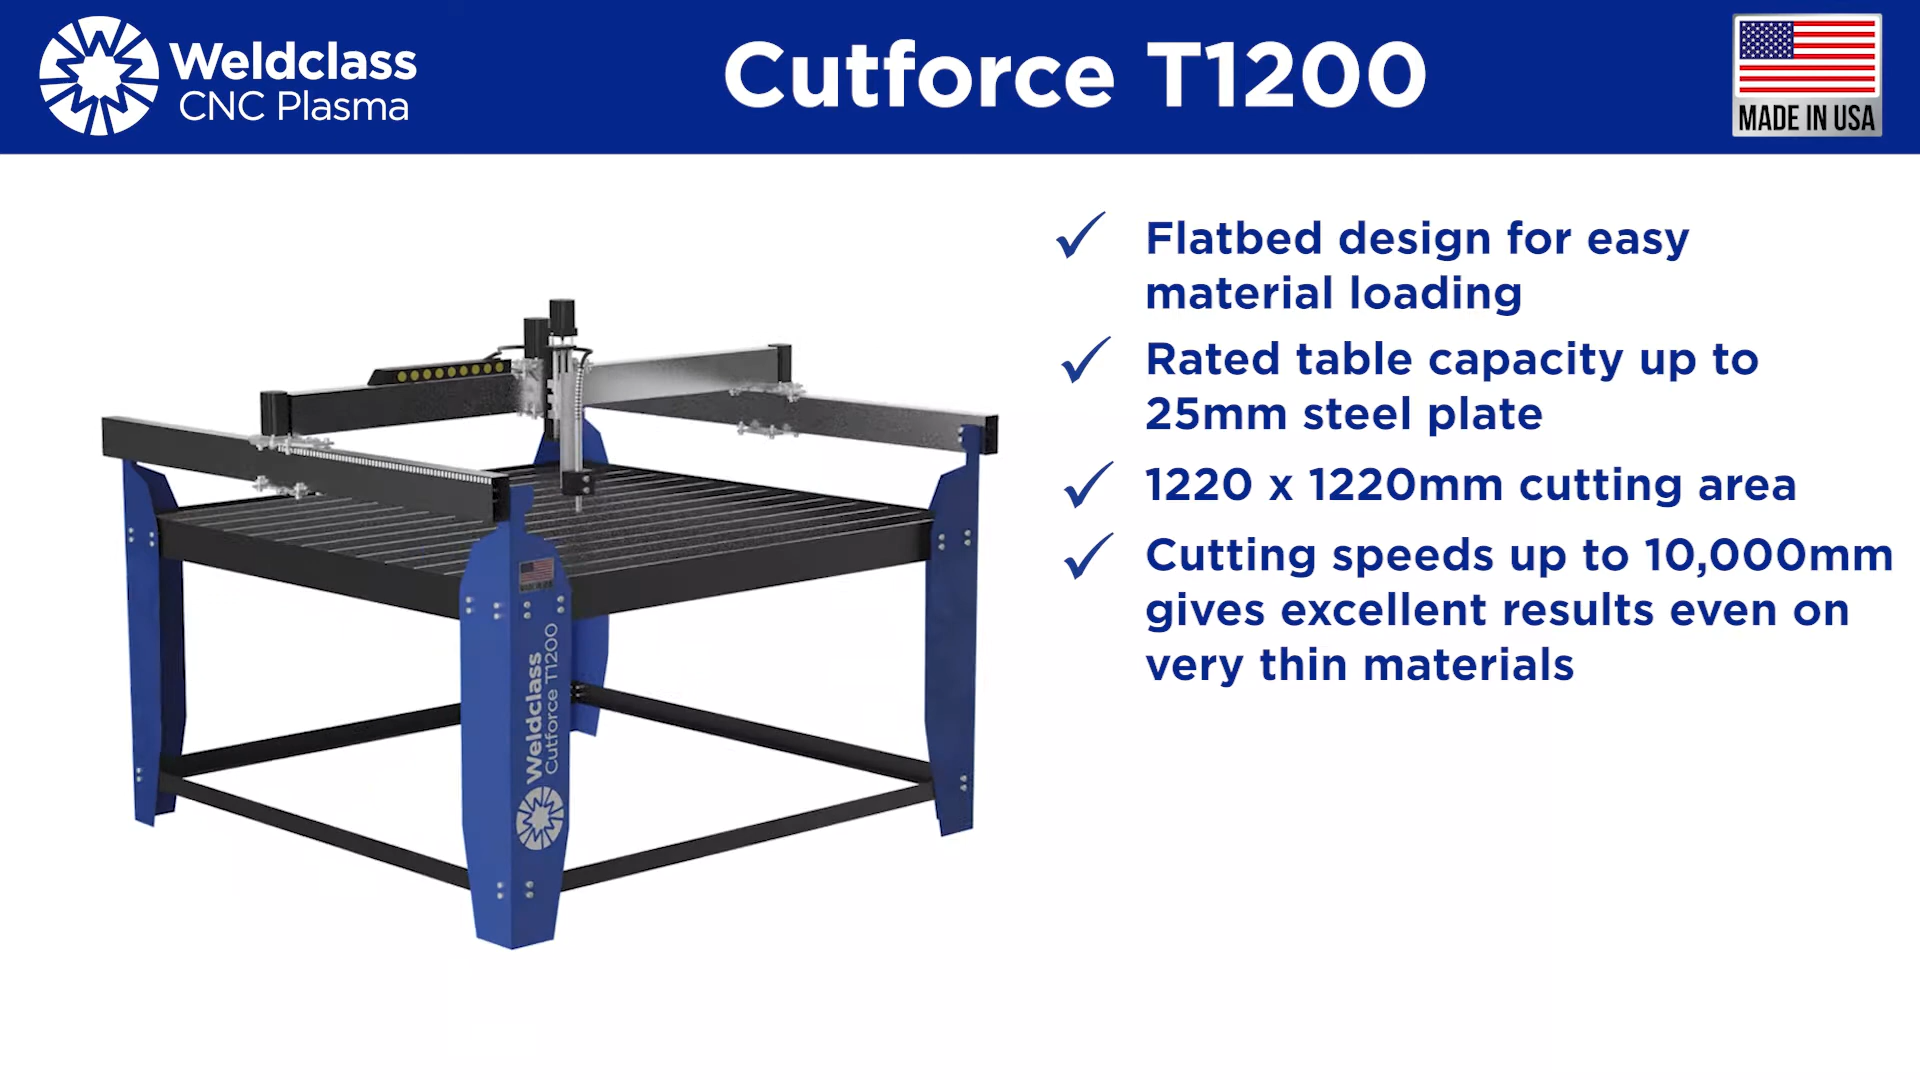 Weldclass
CNC Plasma
Cutforce T1200
MADE IN USA
Flatbed design for easy
material loading
Rated table capacity up to
25mm steel plate
1220 x 1220mm cutting area
Cutting speeds up to 10,000mm
gives excellent results even on
very thin materials
Weldclass
Cutforce T1200